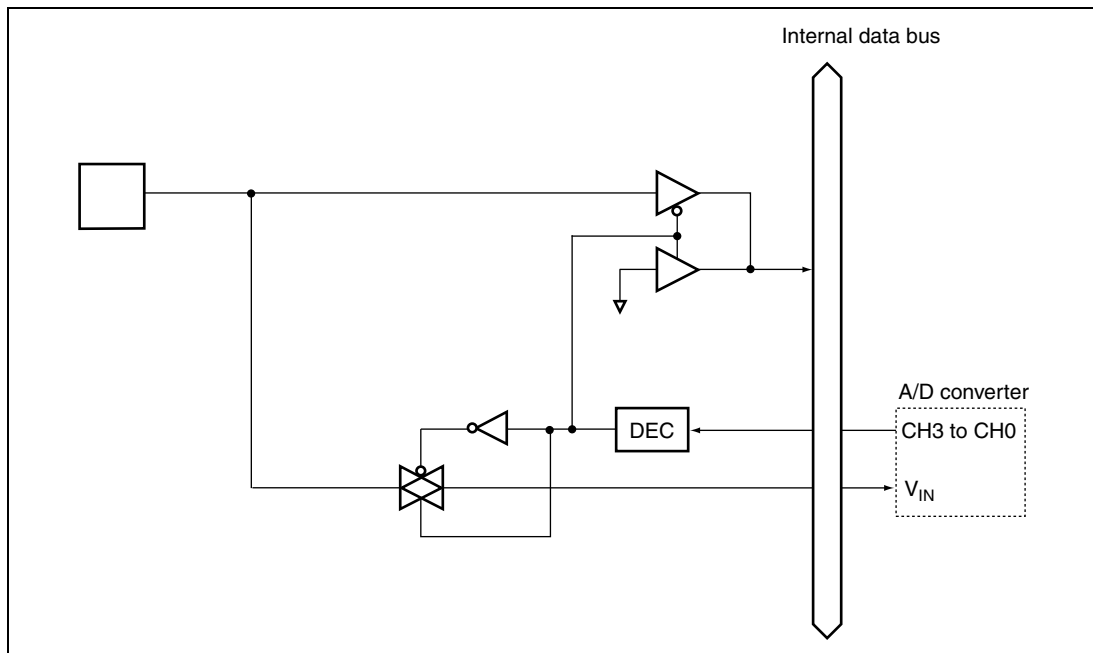 Internal data bus
A/D converter
DEC
CH3 to CH0
VIN